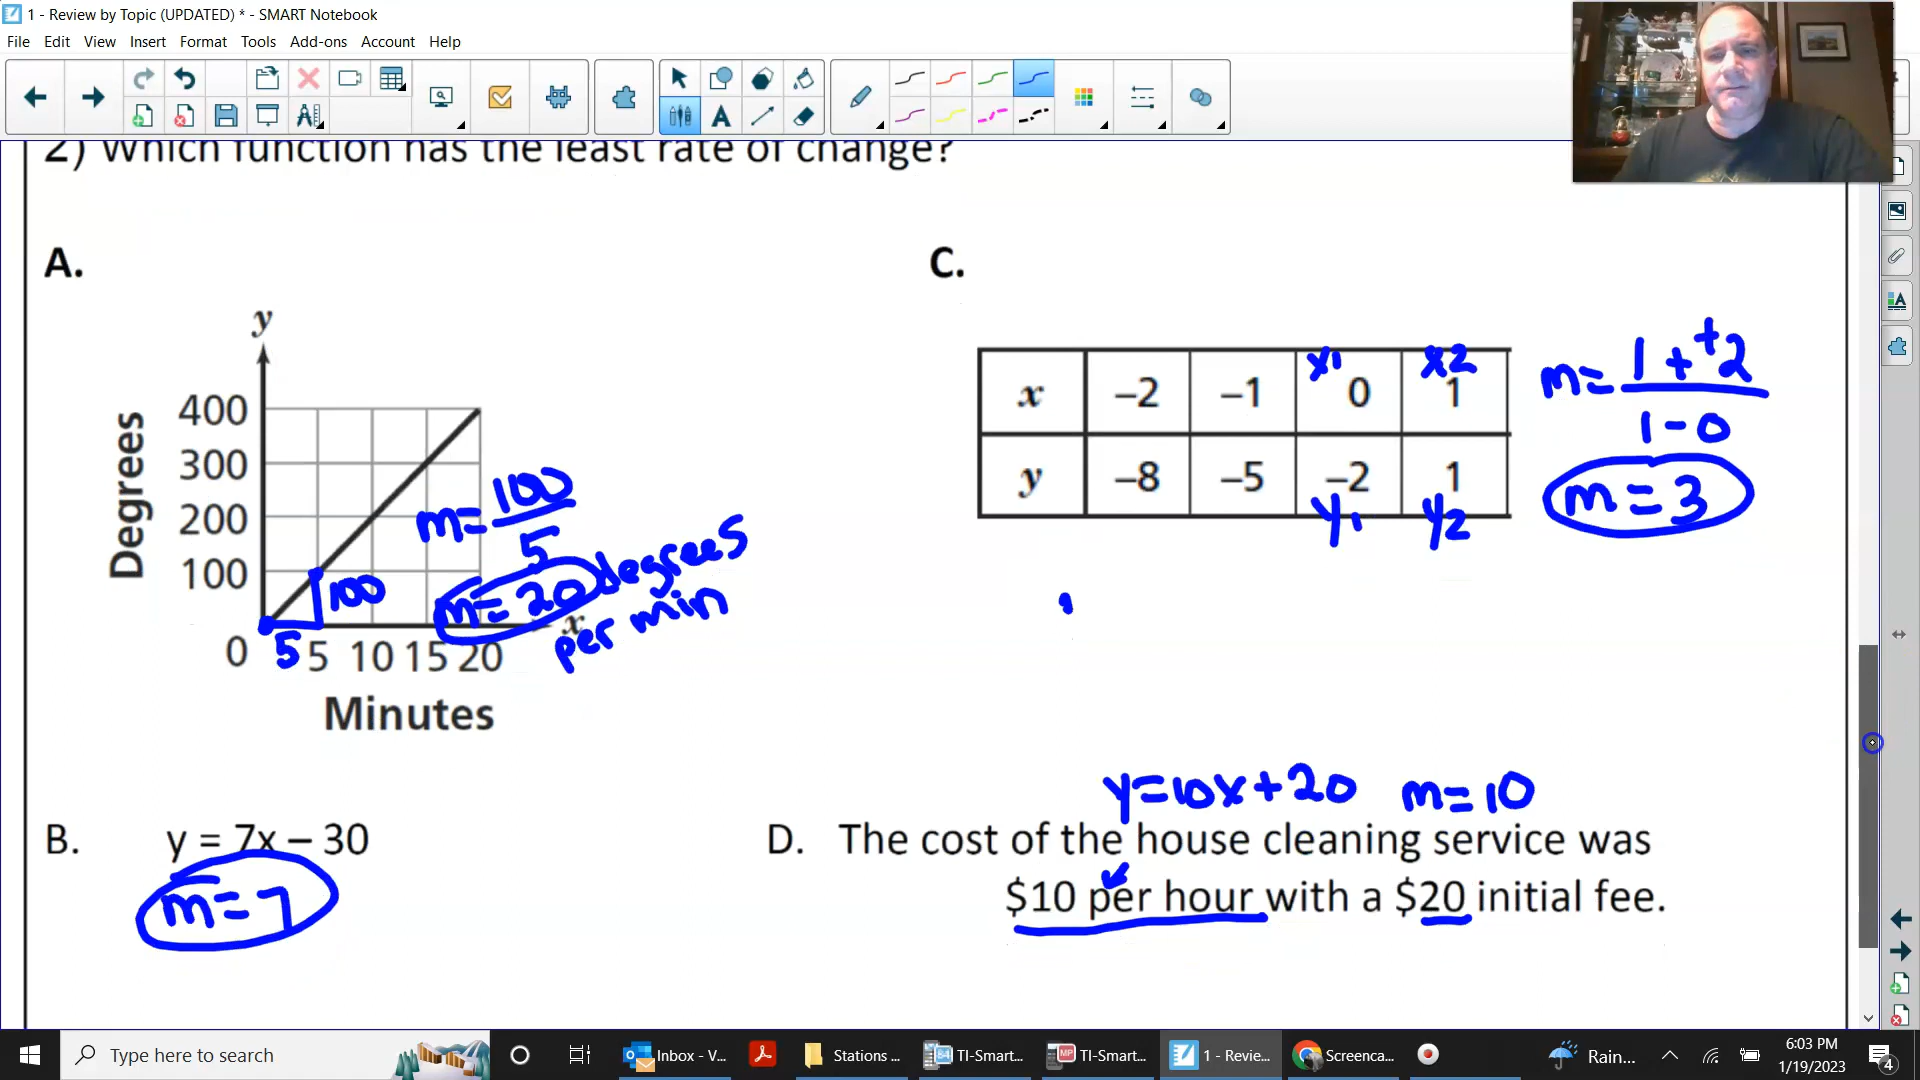 1 - Review by Topic (UPDATED) * - SMART Notebook
File Edit View Insert Format Tools Add-ons Account Help
2) Which function has the least rate of change?
A.
y
Degrees
400
300
200
100
0
5 10 15 20
x
Minutes
100
5
m = 100/5
m = 20 degrees
per min
C.
x -2 -1 0 1
y -8 -5 -2 1
x1 x2
y1 y2
m = 1 + +2
1 - 0
m = 3
B. y = 7x – 30
m = 7
y = 10x + 20 m = 10
D. The cost of the house cleaning service was
$10 per hour with a $20 initial fee.
Type here to search
Inbox - V...
Stations ...
TI-Smart...
TI-Smart...
1 - Revie...
Screenca...
Rain...
6:03 PM
1/19/2023
4